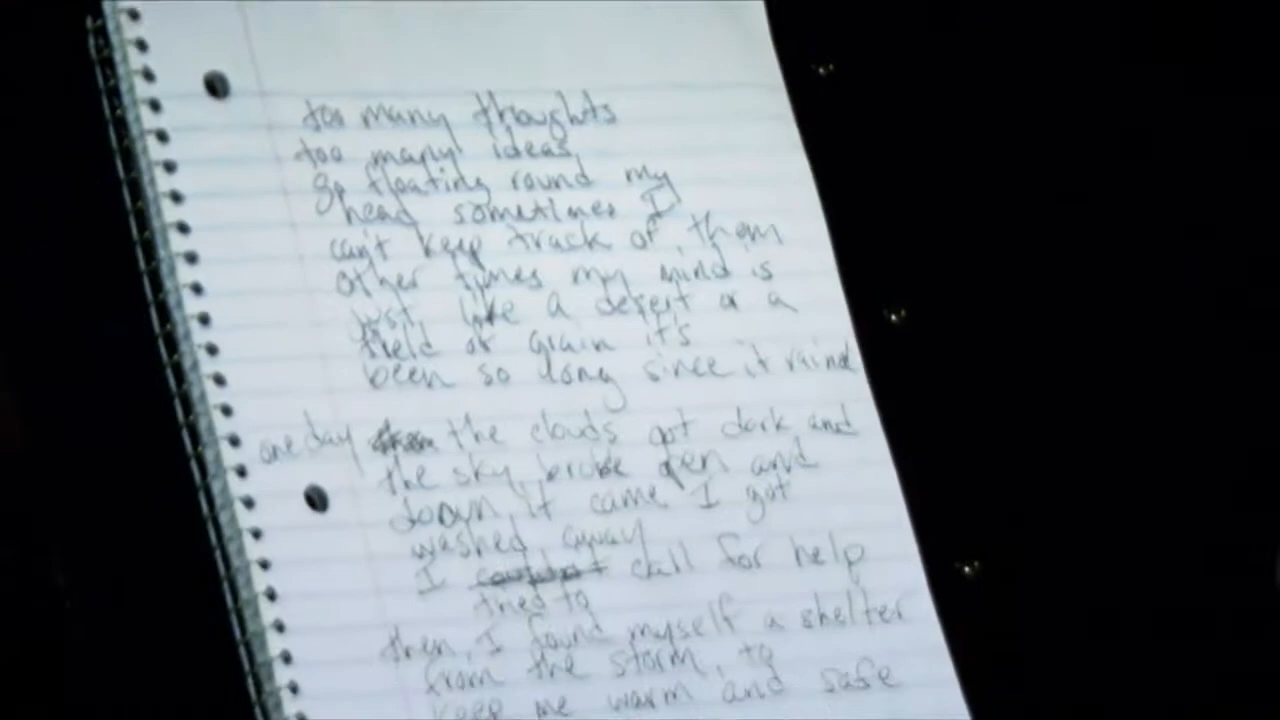 too many thoughts
too many ideas
go floating round my
head sometimes I
can't keep track of them
other times my mind is
just like a desert or a
field of grain it's
been so long since it raind
one day the clouds got dark and
the sky broke open and
down it came I got
washed away
I couldnot call for help
tried to
then I found myself a shelter
from the storm, to
keep me warm and safe